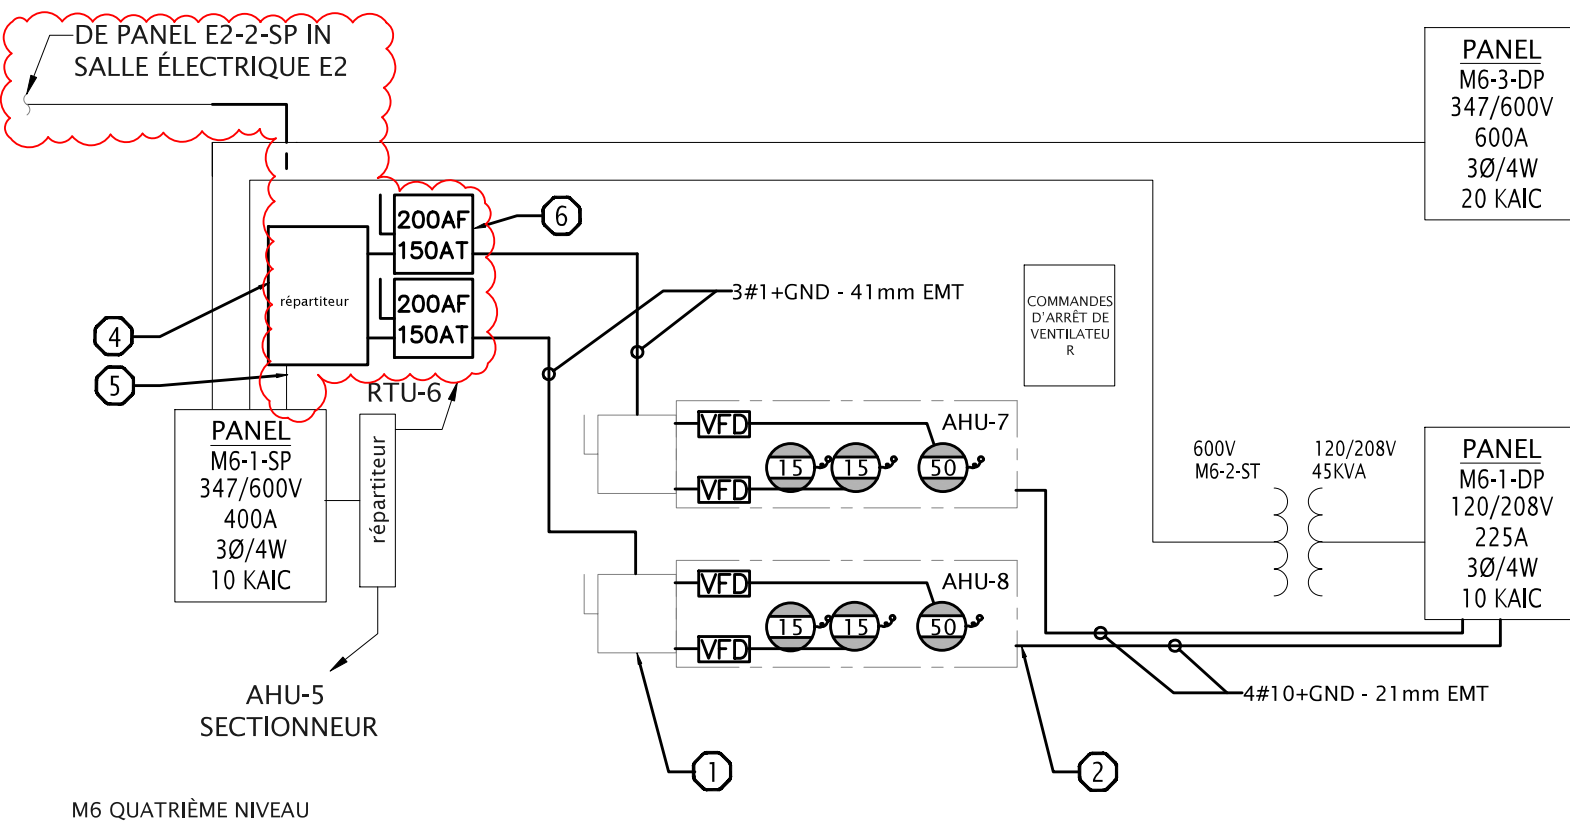 DE PANEL E2-2-SP IN
SALLE ÉLECTRIQUE E2
PANEL
M6-3-DP
347/600V
600A
3Ø/4W
20 KAIC
200AF
150AT
6
répartiteur
200AF
150AT
4
5
3#1+GND - 41mm EMT
COMMANDES
D'ARRÊT DE
VENTILATEU
R
RTU-6
PANEL
M6-1-SP
347/600V
400A
3Ø/4W
10 KAIC
répartiteur
VFD
AHU-7
15
15
50
VFD
600V
M6-2-ST
120/208V
45KVA
PANEL
M6-1-DP
120/208V
225A
3Ø/4W
10 KAIC
VFD
AHU-8
15
15
50
VFD
AHU-5
SECTIONNEUR
4#10+GND - 21mm EMT
1
2
M6 QUATRIÈME NIVEAU